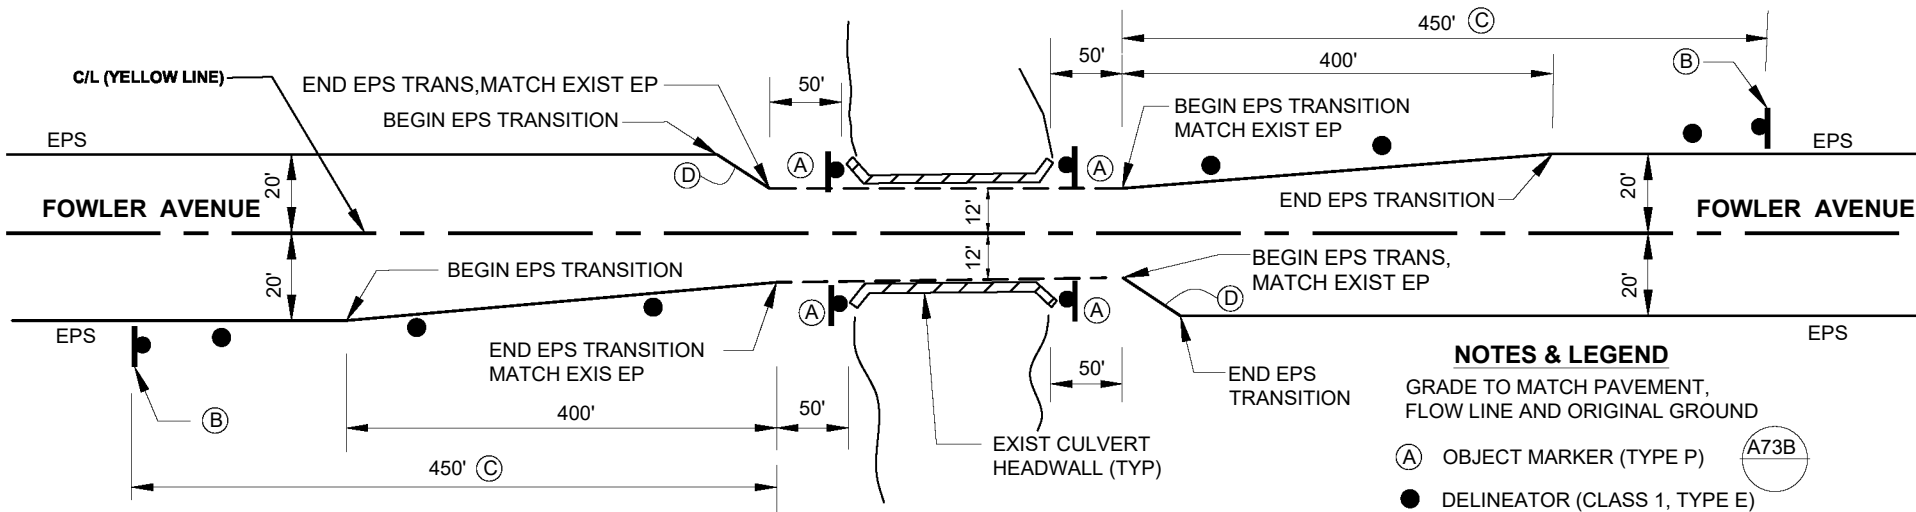 450' C
50'
400'
B
C/L (YELLOW LINE)
END EPS TRANS,MATCH EXIST EP
50'
BEGIN EPS TRANSITION
BEGIN EPS TRANSITION
MATCH EXIST EP
EPS
EPS
A
A
D
20'
12'
END EPS TRANSITION
20'
FOWLER AVENUE
FOWLER AVENUE
20'
BEGIN EPS TRANSITION
12'
BEGIN EPS TRANS,
MATCH EXIST EP
20'
D
A
A
EPS
EPS
END EPS TRANSITION
MATCH EXIS EP
50'
END EPS
TRANSITION
B
400'
50'
EXIST CULVERT
HEADWALL (TYP)
450' C
NOTES & LEGEND
GRADE TO MATCH PAVEMENT,
FLOW LINE AND ORIGINAL GROUND
A OBJECT MARKER (TYPE P)
A73B
DELINEATOR (CLASS 1, TYPE E)